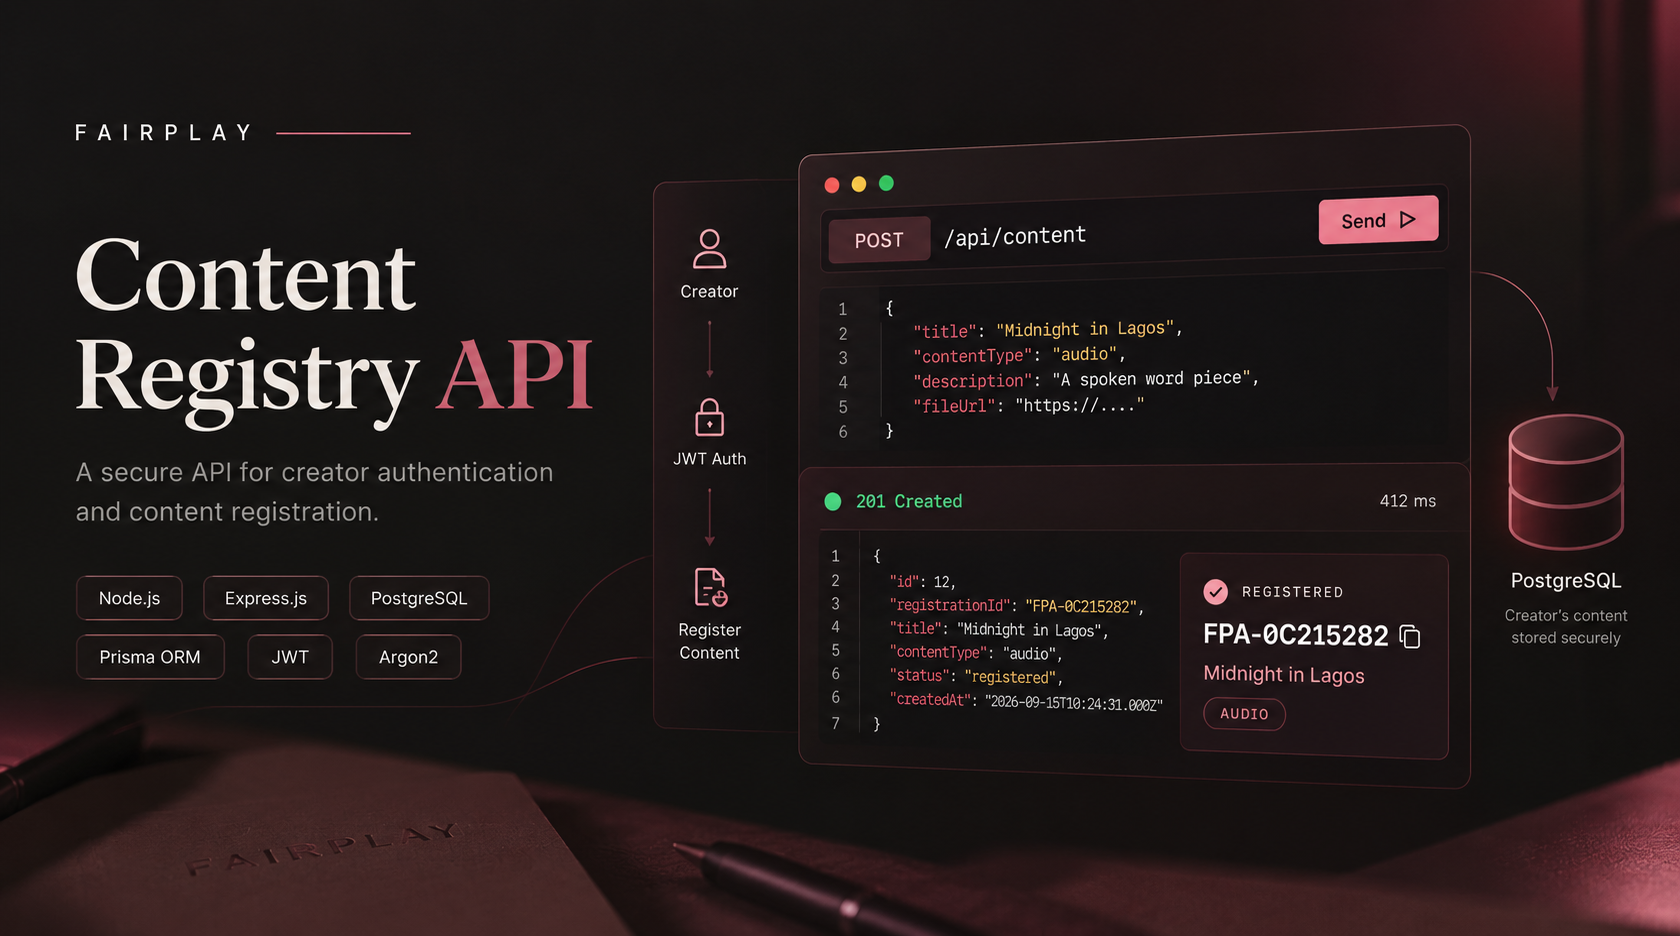 FAIRPLAY
Content
Registry API
A secure API for creator authentication
and content registration.
Node.js
Express.js
PostgreSQL
Prisma ORM
JWT
Argon2
Creator
JWT Auth
Register
Content
POST /api/content
Send
1 {
2 "title": "Midnight in Lagos",
3 "contentType": "audio",
4 "description": "A spoken word piece",
5 "fileUrl": "https://...."
6 }
201 Created
412 ms
1 {
2 "id": 12,
3 "registrationId": "FPA-0C215282",
4 "title": "Midnight in Lagos",
5 "contentType": "audio",
6 "status": "registered",
6 "createdAt": "2026-09-15T10:24:31.000Z"
7 }
REGISTERED
FPA-0C215282
Midnight in Lagos
AUDIO
PostgreSQL
Creator's content
stored securely
FAIRPLAY